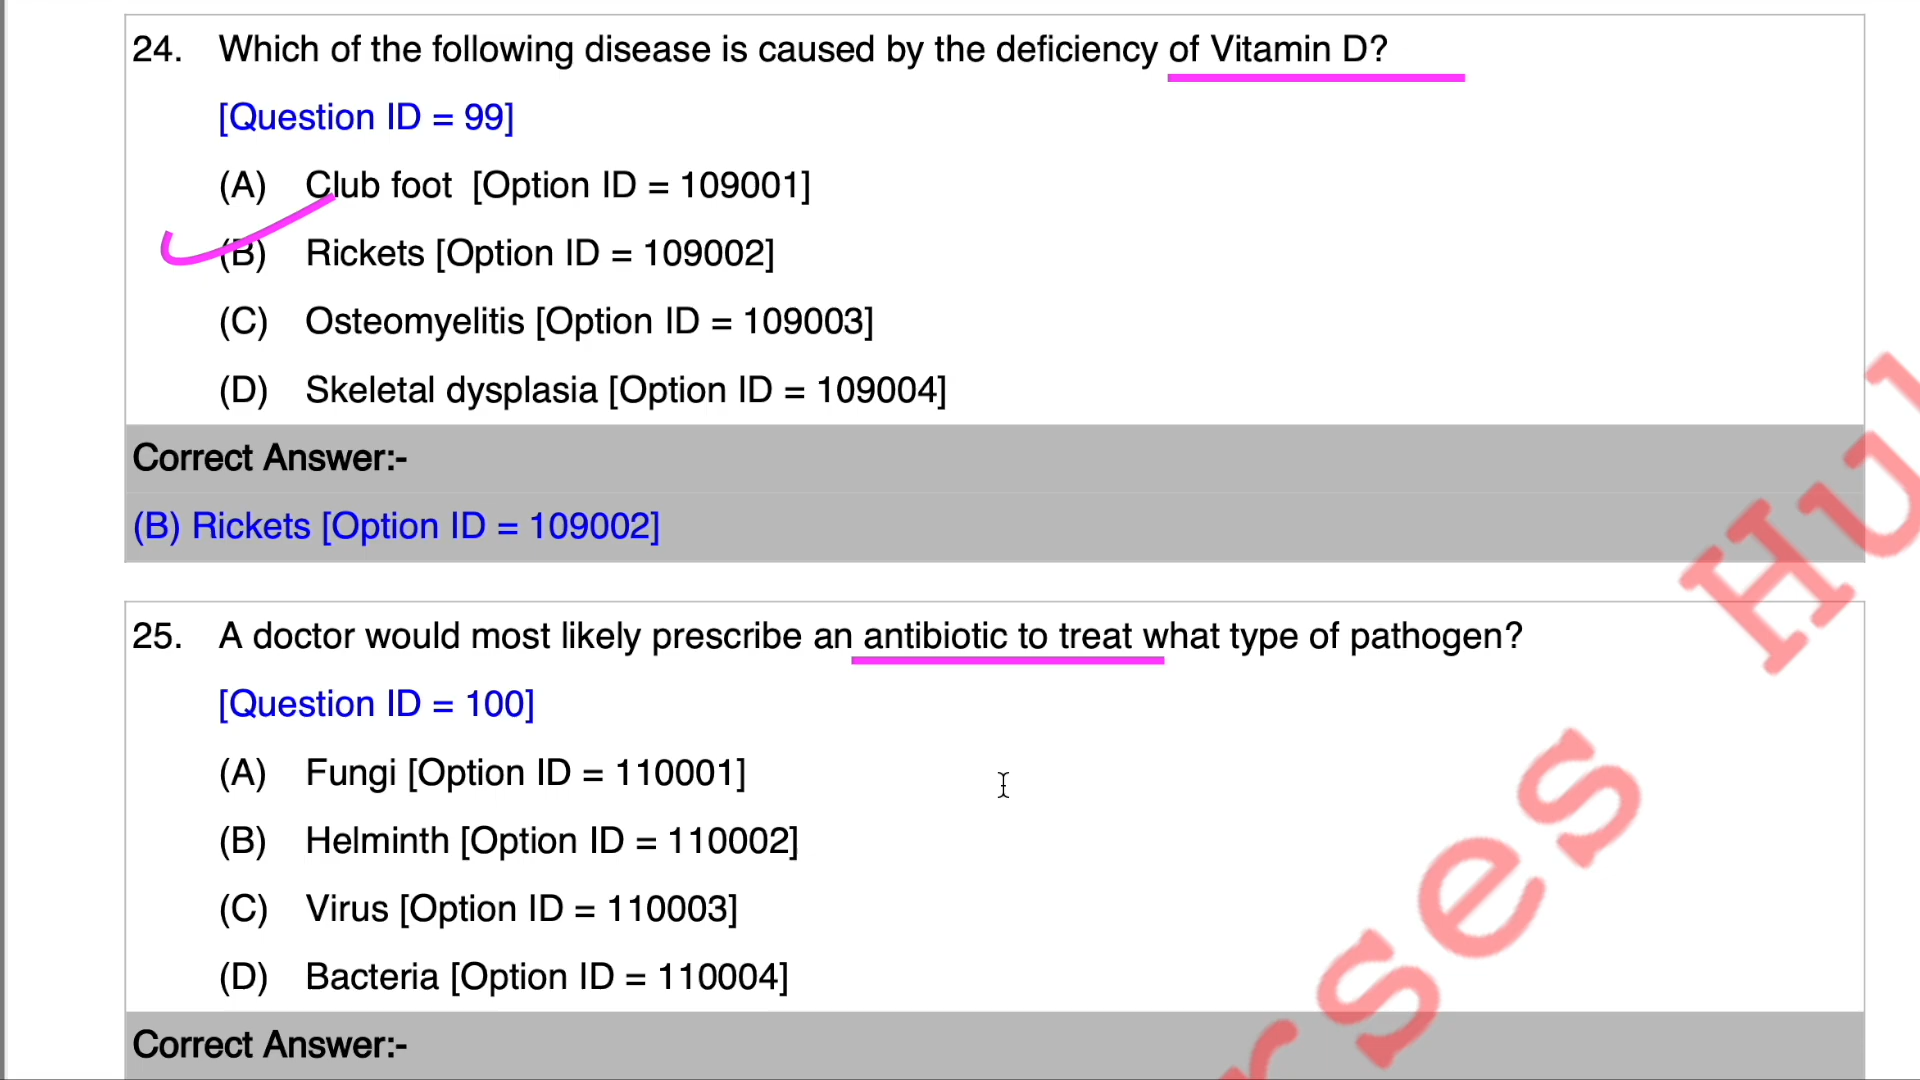 24. Which of the following disease is caused by the deficiency of Vitamin D?
[Question ID = 99]
(A) Club foot [Option ID = 109001]
(B) Rickets [Option ID = 109002]
(C) Osteomyelitis [Option ID = 109003]
(D) Skeletal dysplasia [Option ID = 109004]
Correct Answer:-
(B) Rickets [Option ID = 109002]
25. A doctor would most likely prescribe an antibiotic to treat what type of pathogen?
[Question ID = 100]
(A) Fungi [Option ID = 110001]
(B) Helminth [Option ID = 110002]
(C) Virus [Option ID = 110003]
(D) Bacteria [Option ID = 110004]
Correct Answer:-